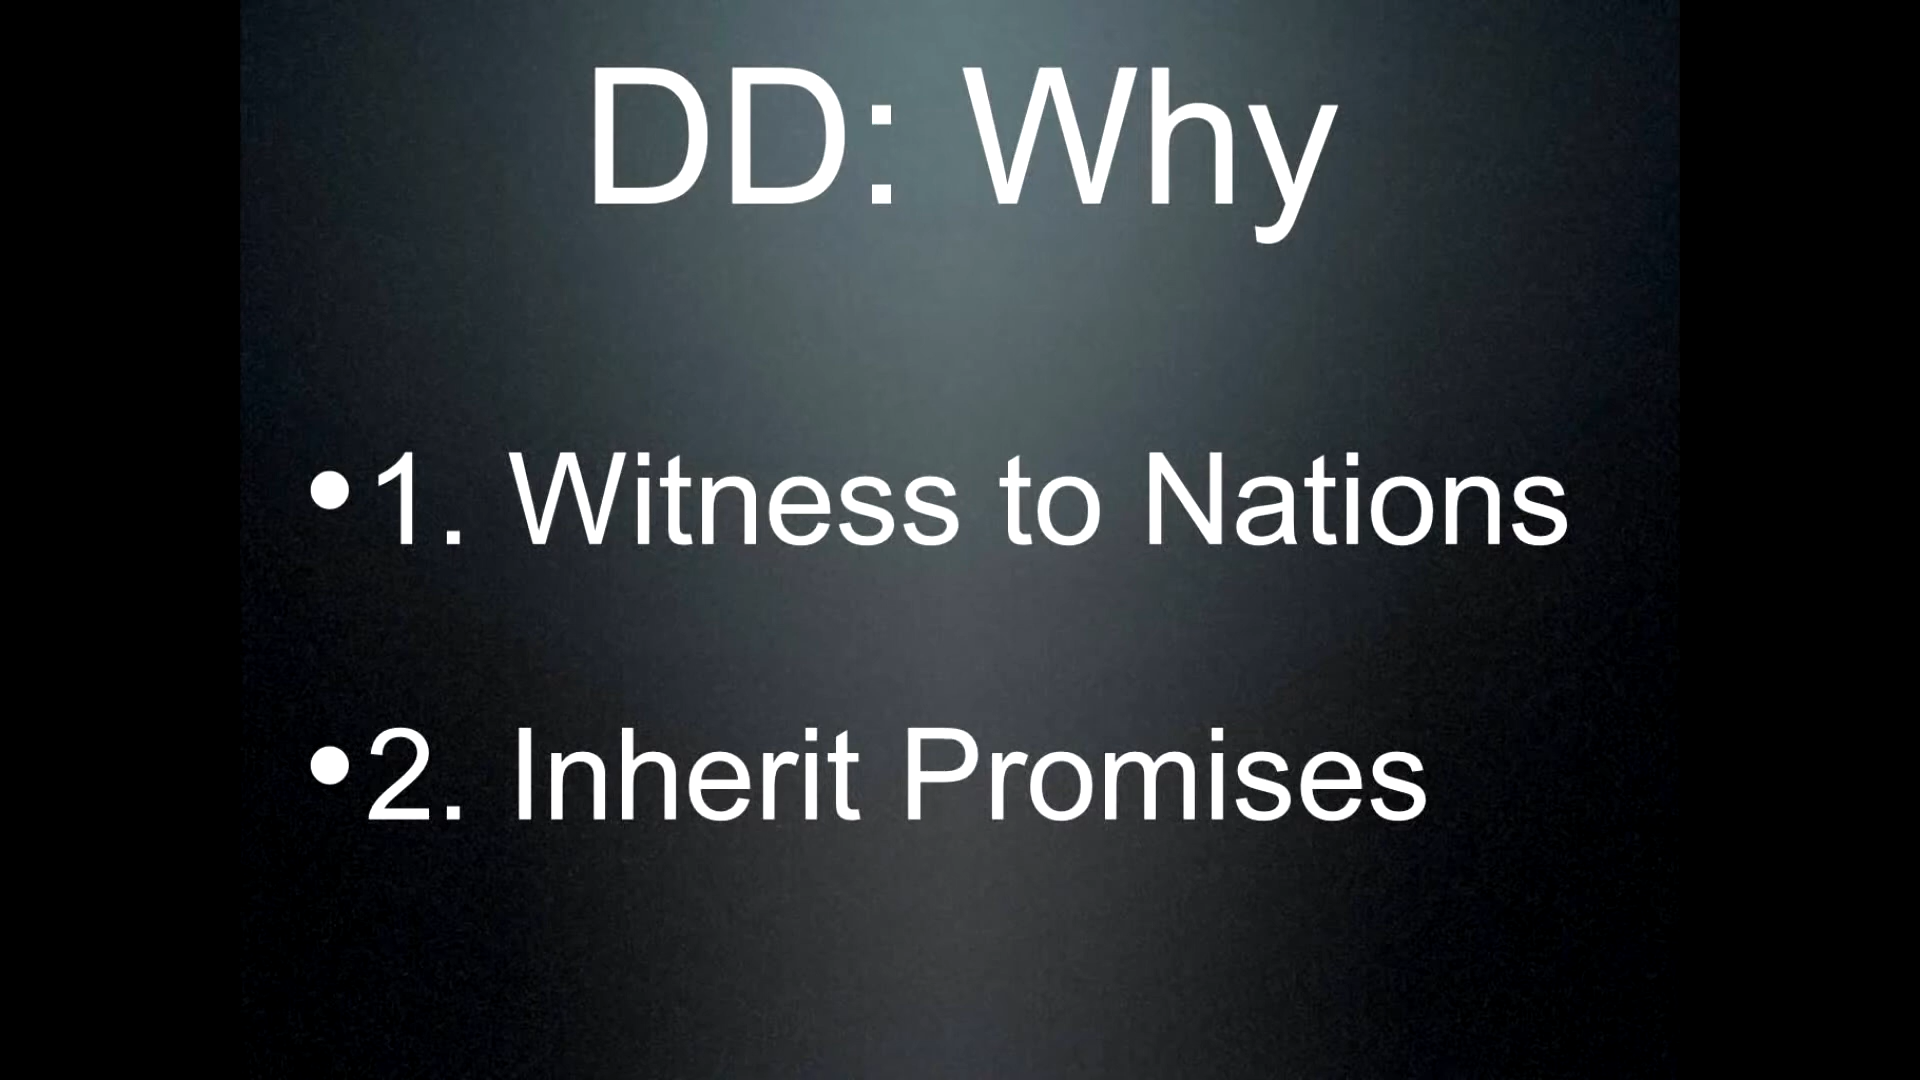 DD: Why
•1. Witness to Nations
•2. Inherit Promises